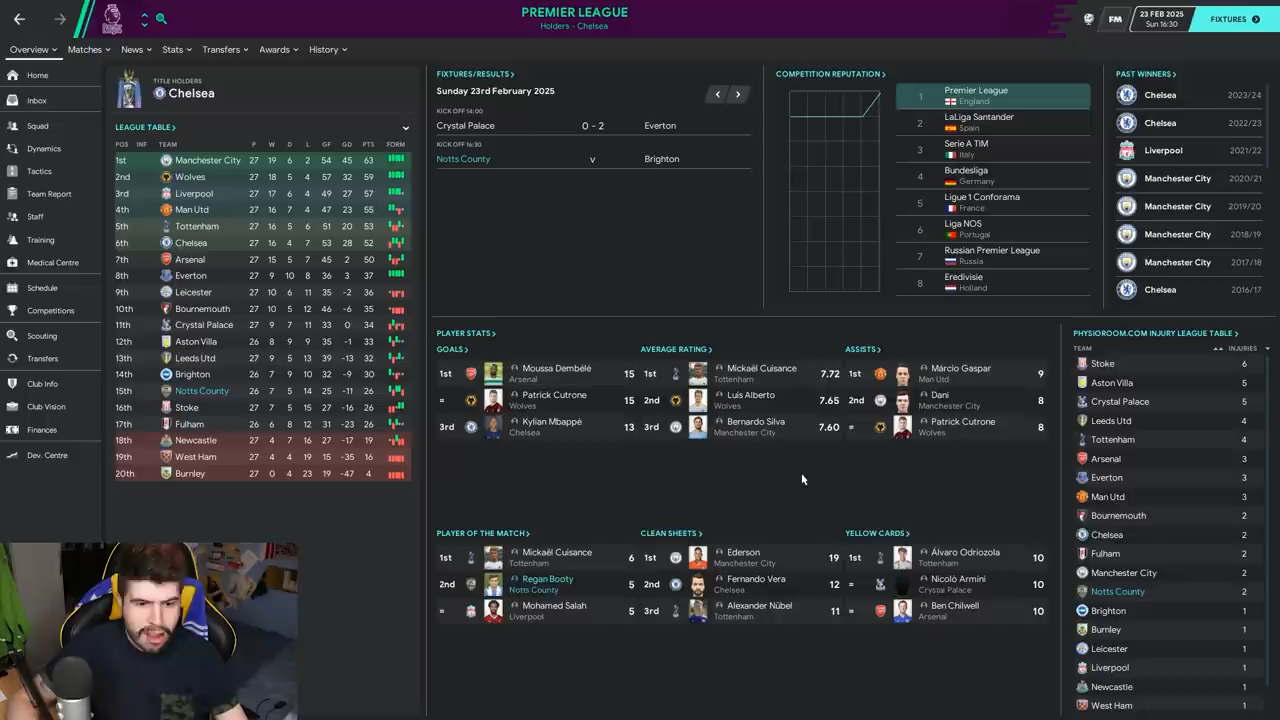 PREMIER LEAGUE
Holders - Chelsea
FM
23 FEB 2025
Sun 16:30
FIXTURES
Overview
Matches
News
Stats
Transfers
Awards
History
Home
Inbox
Squad
Dynamics
Tactics
Team Report
Staff
Training
Medical Centre
Schedule
Competitions
Scouting
Transfers
Club Info
Club Vision
Finances
Dev. Centre
TITLE HOLDERS
Chelsea
LEAGUE TABLE
POS INF TEAM P W D L GF GD PTS FORM
1st Manchester City 27 19 6 2 54 45 63
2nd Wolves 27 18 5 4 57 32 59
3rd Liverpool 27 17 6 4 49 27 57
4th Man Utd 27 16 7 4 47 23 55
5th Tottenham 27 16 5 6 51 20 53
6th Chelsea 27 16 4 7 53 28 52
7th Arsenal 27 15 5 7 45 2 50
8th Everton 27 9 10 8 36 3 37
9th Leicester 27 10 6 11 35 -2 36
10th Bournemouth 27 10 5 12 46 -6 35
11th Crystal Palace 27 9 7 11 33 0 34
12th Aston Villa 26 8 9 9 35 -1 33
13th Leeds Utd 27 9 5 13 39 -13 32
14th Brighton 26 7 9 10 32 -9 30
15th Notts County 26 7 5 14 25 -11 26
16th Stoke 27 7 5 15 27 -16 26
17th Fulham 26 6 8 12 31 -23 26
18th Newcastle 27 4 7 16 27 -17 19
19th West Ham 27 4 4 19 15 -35 16
20th Burnley 27 0 4 23 19 -47 4
FIXTURES/RESULTS
Sunday 23rd February 2025
KICK OFF 14:00
Crystal Palace 0 - 2 Everton
KICK OFF 16:30
Notts County v Brighton
COMPETITION REPUTATION
1 Premier League
England
2 LaLiga Santander
Spain
3 Serie A TIM
Italy
4 Bundesliga
Germany
5 Ligue 1 Conforama
France
6 Liga NOS
Portugal
7 Russian Premier League
Russia
8 Eredivisie
Holland
PAST WINNERS
Chelsea 2023/24
Chelsea 2022/23
Liverpool 2021/22
Manchester City 2020/21
Manchester City 2019/20
Manchester City 2018/19
Manchester City 2017/18
Chelsea 2016/17
PLAYER STATS
GOALS
1st Moussa Dembélé 15
Arsenal
= Patrick Cutrone 15
Wolves
3rd Kylian Mbappé 13
Chelsea
AVERAGE RATING
1st Mickaël Cuisance 7.72
Tottenham
2nd Luis Alberto 7.65
Wolves
3rd Bernardo Silva 7.60
Manchester City
ASSISTS
1st Márcio Gaspar 9
Man Utd
2nd Dani 8
Manchester City
= Patrick Cutrone 8
Wolves
PLAYER OF THE MATCH
1st Mickaël Cuisance 6
Tottenham
2nd Regan Booty 5
Notts County
= Mohamed Salah 5
Liverpool
CLEAN SHEETS
1st Ederson 19
Manchester City
2nd Fernando Vera 12
Chelsea
3rd Alexander Nübel 11
Tottenham
YELLOW CARDS
1st Álvaro Odriozola 10
Tottenham
= Nicolò Armini 10
Crystal Palace
= Ben Chilwell 10
Arsenal
PHYSIOROOM.COM INJURY LEAGUE TABLE
TEAM INJURIES
Stoke 6
Aston Villa 5
Crystal Palace 5
Leeds Utd 4
Tottenham 4
Arsenal 3
Everton 3
Man Utd 3
Bournemouth 2
Chelsea 2
Fulham 2
Manchester City 2
Notts County 2
Brighton 1
Burnley 1
Leicester 1
Liverpool 1
Newcastle 1
West Ham 1